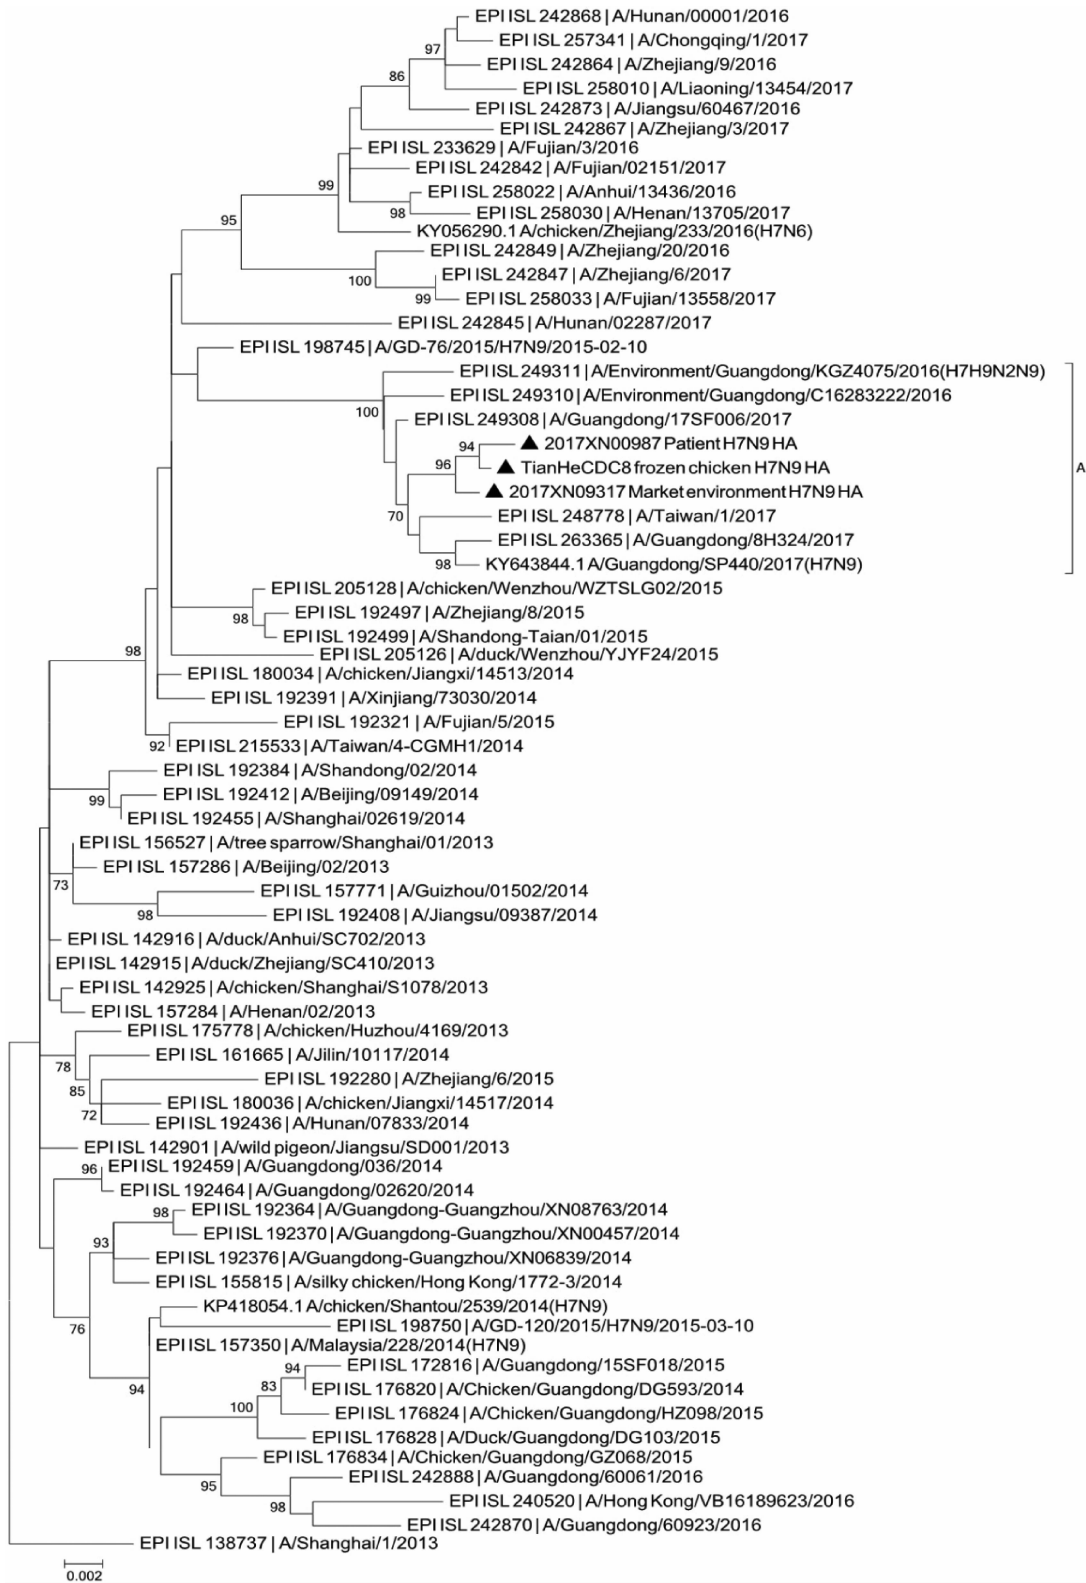 EPI ISL 242868 | A/Hunan/00001/2016
EPI ISL 257341 | A/Chongqing/1/2017
97
EPI ISL 242864 | A/Zhejiang/9/2016
86
EPI ISL 258010 | A/Liaoning/13454/2017
EPI ISL 242873 | A/Jiangsu/60467/2016
EPI ISL 242867 | A/Zhejiang/3/2017
EPI ISL 233629 | A/Fujian/3/2016
EPI ISL 242842 | A/Fujian/02151/2017
99
EPI ISL 258022 | A/Anhui/13436/2016
98
EPI ISL 258030 | A/Henan/13705/2017
95
KY056290.1 A/chicken/Zhejiang/233/2016(H7N6)
EPI ISL 242849 | A/Zhejiang/20/2016
100
EPI ISL 242847 | A/Zhejiang/6/2017
99
EPI ISL 258033 | A/Fujian/13558/2017
EPI ISL 242845 | A/Hunan/02287/2017
EPI ISL 198745 | A/GD-76/2015/H7N9/2015-02-10
EPI ISL 249311 | A/Environment/Guangdong/KGZ4075/2016(H7H9N2N9)
EPI ISL 249310 | A/Environment/Guangdong/C16283222/2016
100
EPI ISL 249308 | A/Guangdong/17SF006/2017
94
▲ 2017XN00987 Patient H7N9 HA
96
▲ TianHeCDC8 frozen chicken H7N9 HA
A
▲ 2017XN09317 Market environment H7N9 HA
70
EPI ISL 248778 | A/Taiwan/1/2017
EPI ISL 263365 | A/Guangdong/8H324/2017
98
KY643844.1 A/Guangdong/SP440/2017(H7N9)
EPI ISL 205128 | A/chicken/Wenzhou/WZTSLG02/2015
98
EPI ISL 192497 | A/Zhejiang/8/2015
EPI ISL 192499 | A/Shandong-Taian/01/2015
98
EPI ISL 205126 | A/duck/Wenzhou/YJYF24/2015
EPI ISL 180034 | A/chicken/Jiangxi/14513/2014
EPI ISL 192391 | A/Xinjiang/73030/2014
EPI ISL 192321 | A/Fujian/5/2015
92
EPI ISL 215533 | A/Taiwan/4-CGMH1/2014
EPI ISL 192384 | A/Shandong/02/2014
99
EPI ISL 192412 | A/Beijing/09149/2014
EPI ISL 192455 | A/Shanghai/02619/2014
EPI ISL 156527 | A/tree sparrow/Shanghai/01/2013
EPI ISL 157286 | A/Beijing/02/2013
73
EPI ISL 157771 | A/Guizhou/01502/2014
98
EPI ISL 192408 | A/Jiangsu/09387/2014
EPI ISL 142916 | A/duck/Anhui/SC702/2013
EPI ISL 142915 | A/duck/Zhejiang/SC410/2013
EPI ISL 142925 | A/chicken/Shanghai/S1078/2013
EPI ISL 157284 | A/Henan/02/2013
EPI ISL 175778 | A/chicken/Huzhou/4169/2013
78
EPI ISL 161665 | A/Jilin/10117/2014
85
EPI ISL 192280 | A/Zhejiang/6/2015
EPI ISL 180036 | A/chicken/Jiangxi/14517/2014
72
EPI ISL 192436 | A/Hunan/07833/2014
EPI ISL 142901 | A/wild pigeon/Jiangsu/SD001/2013
96
EPI ISL 192459 | A/Guangdong/036/2014
EPI ISL 192464 | A/Guangdong/02620/2014
98
EPI ISL 192364 | A/Guangdong-Guangzhou/XN08763/2014
EPI ISL 192370 | A/Guangdong-Guangzhou/XN00457/2014
93
EPI ISL 192376 | A/Guangdong-Guangzhou/XN06839/2014
EPI ISL 155815 | A/silky chicken/Hong Kong/1772-3/2014
KP418054.1 A/chicken/Shantou/2539/2014(H7N9)
76
EPI ISL 198750 | A/GD-120/2015/H7N9/2015-03-10
EPI ISL 157350 | A/Malaysia/228/2014(H7N9)
94
94
EPI ISL 172816 | A/Guangdong/15SF018/2015
83
EPI ISL 176820 | A/Chicken/Guangdong/DG593/2014
100
EPI ISL 176824 | A/Chicken/Guangdong/HZ098/2015
EPI ISL 176828 | A/Duck/Guangdong/DG103/2015
EPI ISL 176834 | A/Chicken/Guangdong/GZ068/2015
95
EPI ISL 242888 | A/Guangdong/60061/2016
98
EPI ISL 240520 | A/Hong Kong/VB16189623/2016
EPI ISL 242870 | A/Guangdong/60923/2016
EPI ISL 138737 | A/Shanghai/1/2013
0.002